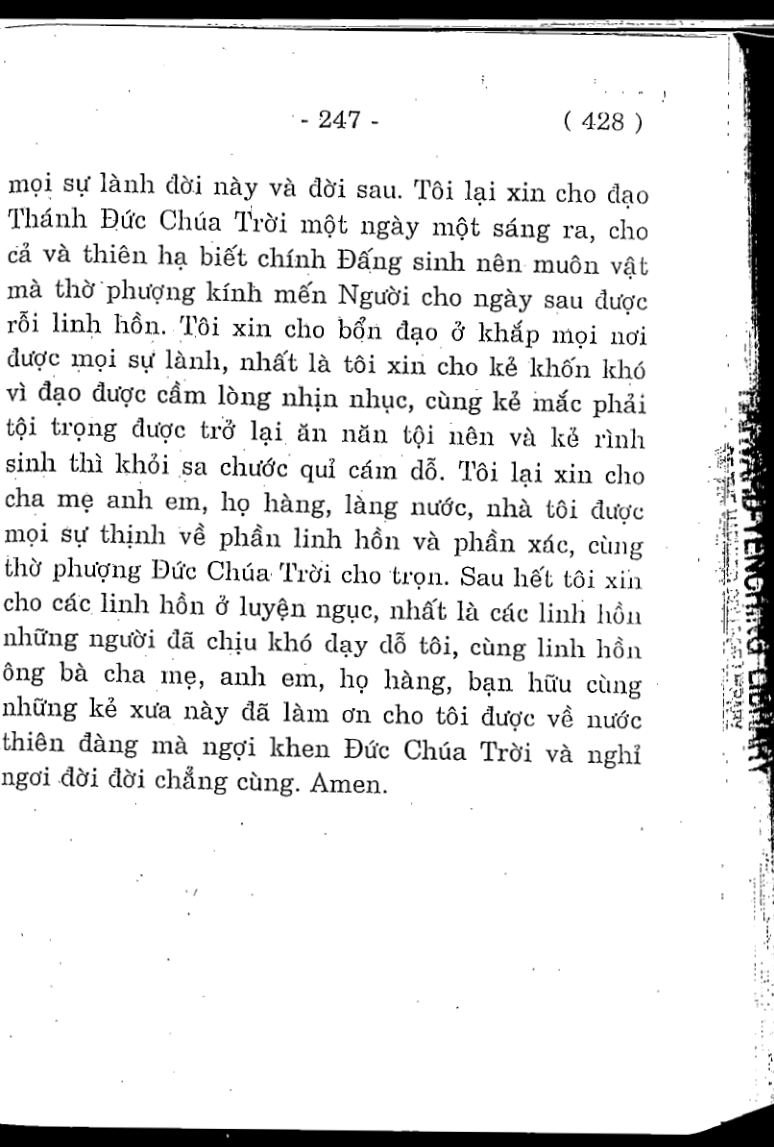 - 247 - ( 428 )
mọi sự lành đời này và đời sau. Tôi lại xin cho đạo
Thánh Đức Chúa Trời một ngày một sáng ra, cho
cả và thiên hạ biết chính Đấng sinh nên muôn vật
mà thờ phượng kính mến Người cho ngày sau được
rỗi linh hồn. Tôi xin cho bổn đạo ở khắp mọi nơi
được mọi sự lành, nhất là tôi xin cho kẻ khốn khó
vì đạo được cầm lòng nhịn nhục, cùng kẻ mắc phải
tội trọng được trở lại ăn năn tội nên và kẻ rình
sinh thì khỏi sa chước quỉ cám dỗ. Tôi lại xin cho
cha mẹ anh em, họ hàng, làng nước, nhà tôi được
mọi sự thịnh về phần linh hồn và phần xác, cùng
thờ phượng Đức Chúa Trời cho trọn. Sau hết tôi xin
cho các linh hồn ở luyện ngục, nhất là các linh hồn
những người đã chịu khó dạy dỗ tôi, cùng linh hồn
ông bà cha mẹ, anh em, họ hàng, bạn hữu cùng
những kẻ xưa này đã làm ơn cho tôi được về nước
thiên đàng mà ngợi khen Đức Chúa Trời và nghỉ
ngơi đời đời chẳng cùng. Amen.
LIBRARY